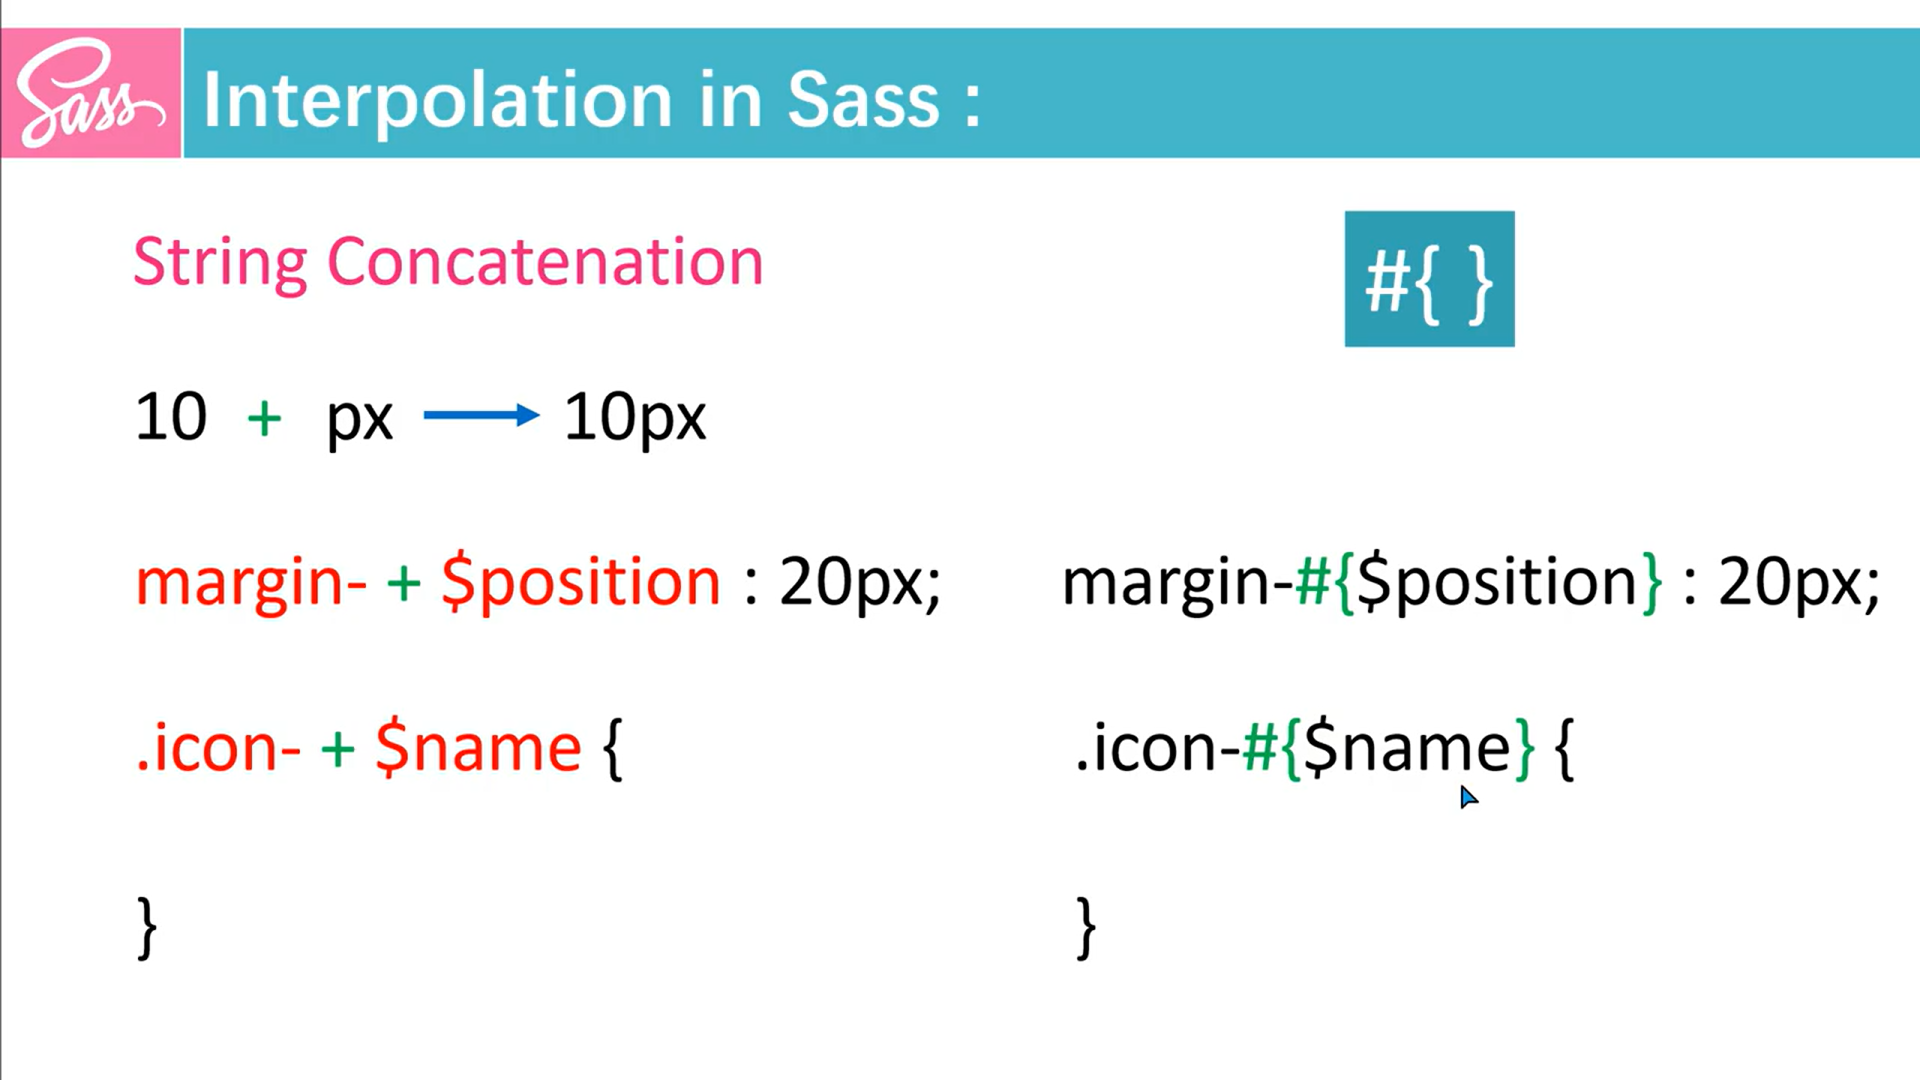 Sass
Interpolation in Sass :
String Concatenation
#{ }
10 + px 10px
margin- + $position : 20px;
margin-#{$position} : 20px;
.icon- + $name {
.icon-#{$name} {
}
}